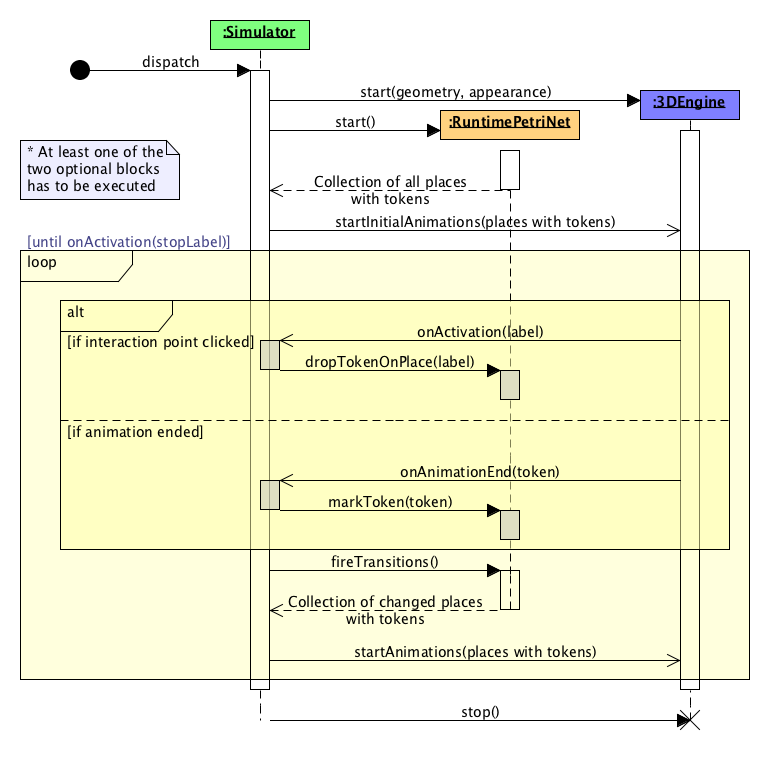 :Simulator
dispatch
start(geometry, appearance)
:3DEngine
start()
:RuntimePetriNet
* At least one of the
two optional blocks
has to be executed
Collection of all places
with tokens
startInitialAnimations(places with tokens)
[until onActivation(stopLabel)]
loop
alt
onActivation(label)
[if interaction point clicked]
dropTokenOnPlace(label)
[if animation ended]
onAnimationEnd(token)
markToken(token)
fireTransitions()
Collection of changed places
with tokens
startAnimations(places with tokens)
stop()